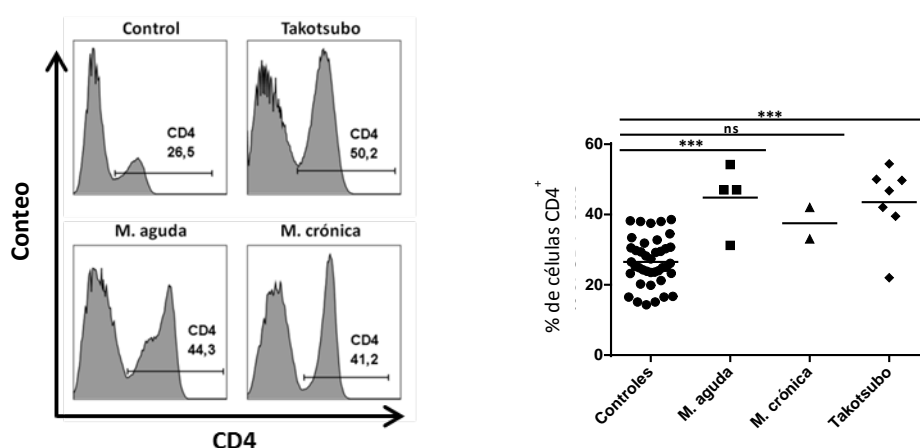 Control
Takotsubo
CD4
26,5
CD4
50,2
M. aguda
M. crónica
CD4
44,3
CD4
41,2
Conteo
CD4
***
ns
***
60
40
20
0
% de células CD4+
Controles
M. aguda
M. crónica
Takotsubo